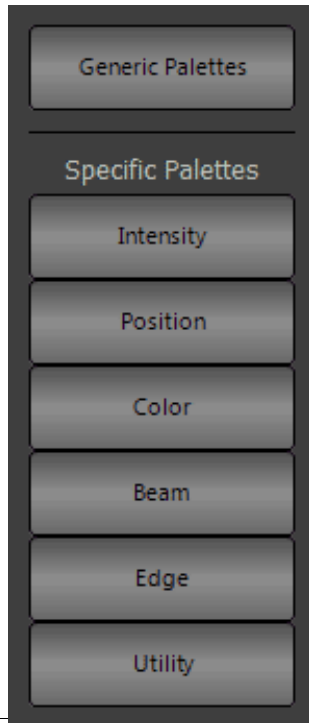 Generic Palettes
Specific Palettes
Intensity
Position
Color
Beam
Edge
Utility